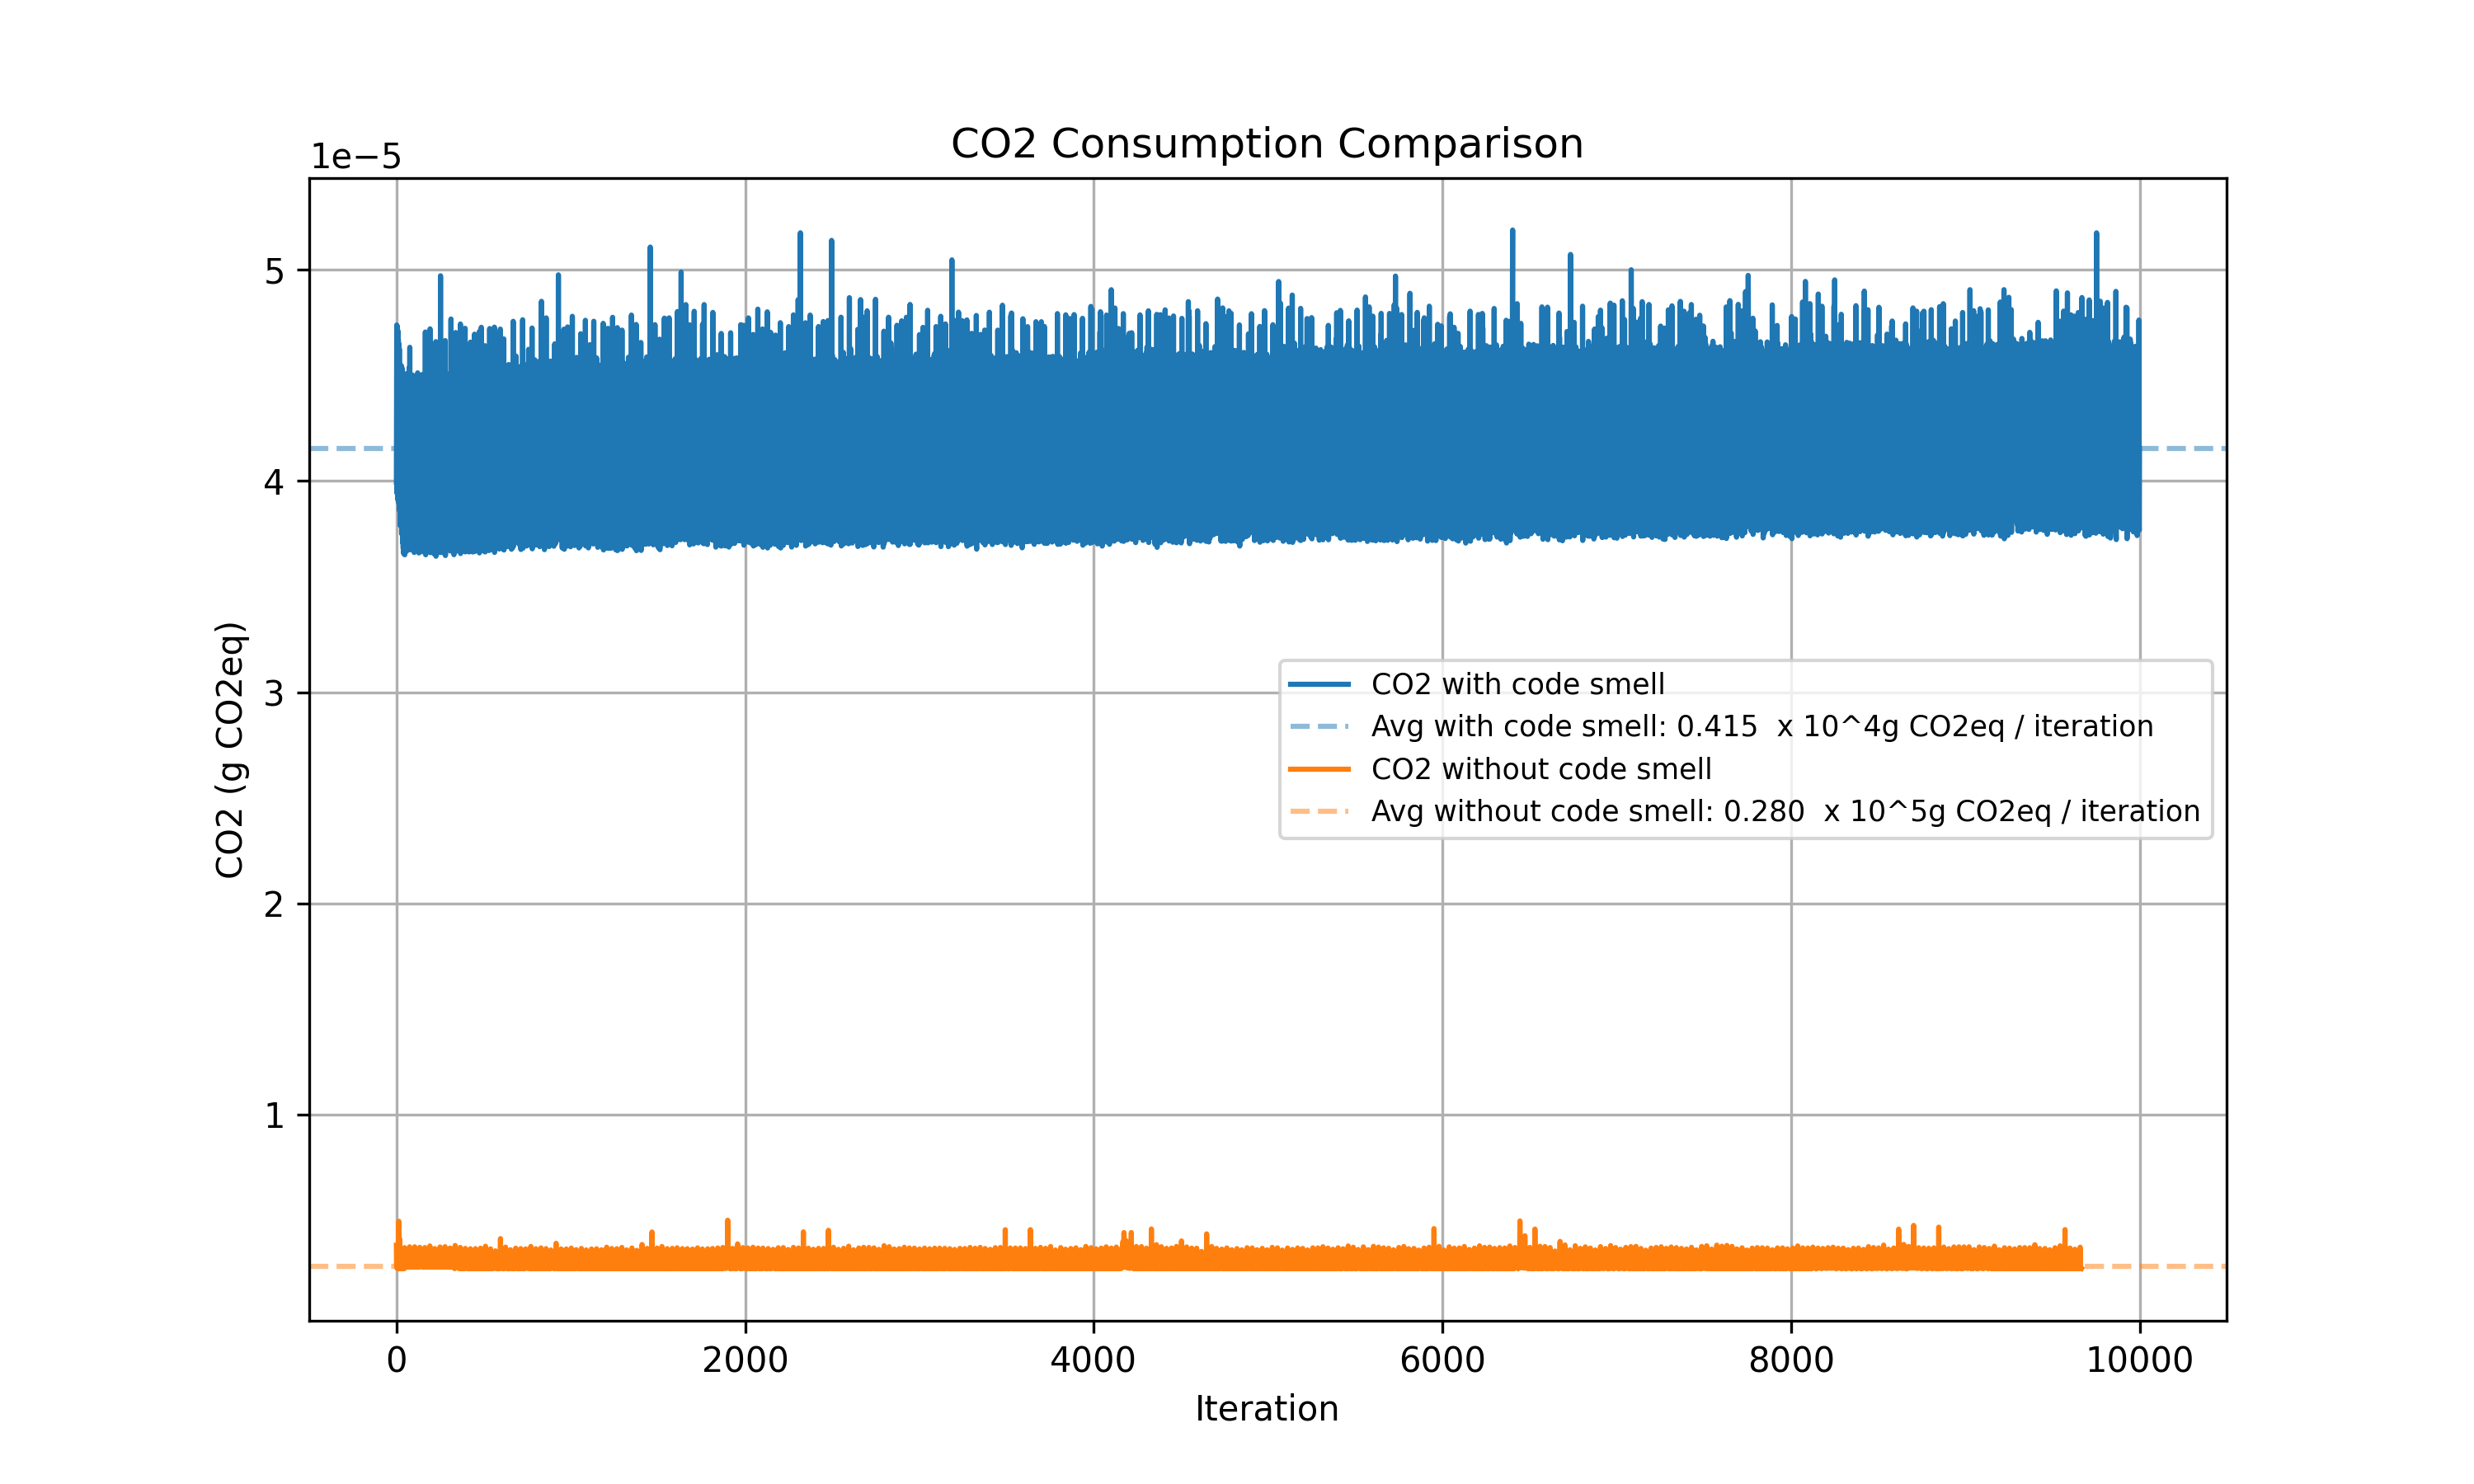 CO2 Consumption Comparison
1e−5
5
4
3
2
1
CO2 (g CO2eq)
CO2 with code smell
Avg with code smell: 0.415  x 10^4g CO2eq / iteration
CO2 without code smell
Avg without code smell: 0.280  x 10^5g CO2eq / iteration
0 2000 4000 6000 8000 10000
Iteration